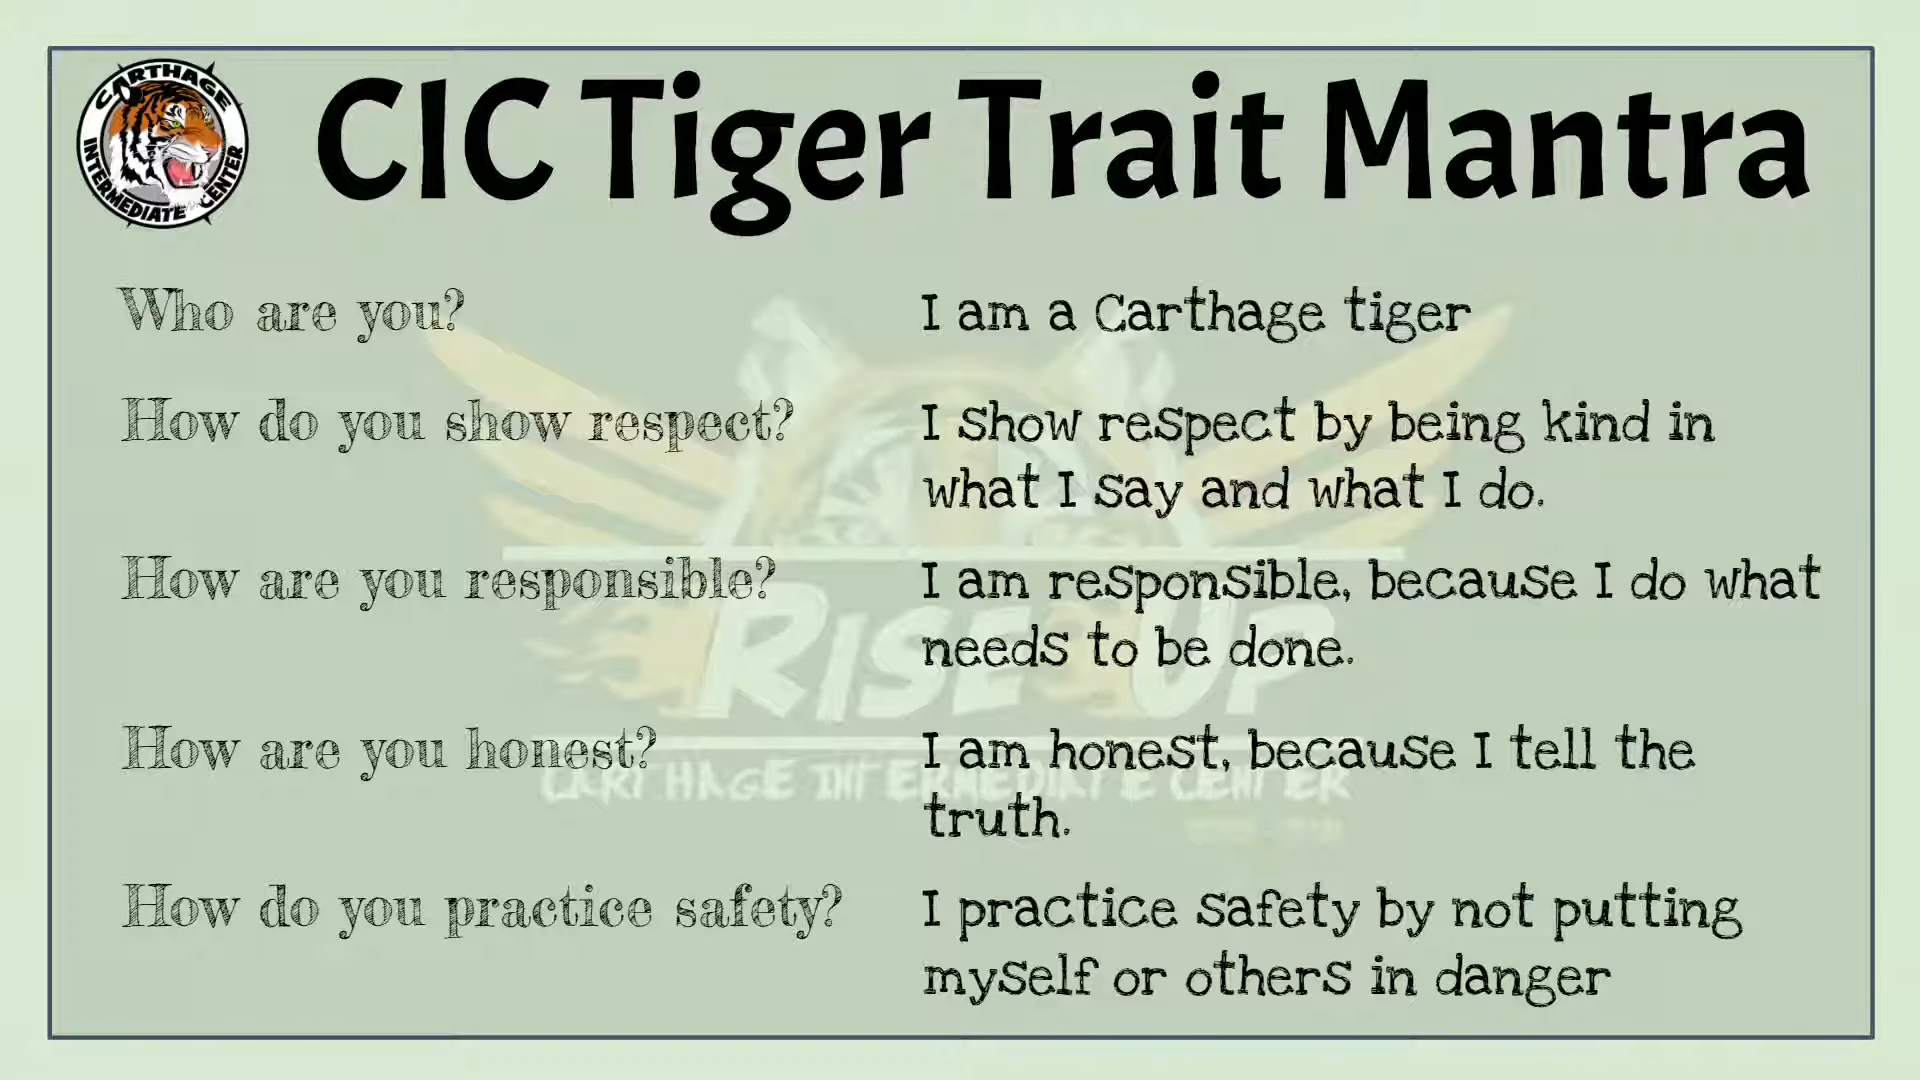 CARTHAGE
INTERMEDIATE CENTER
CIC Tiger Trait Mantra
Who are you?
I am a Carthage tiger
How do you show respect?
I show respect by being kind in
what I say and what I do.
How are you responsible?
I am responsible, because I do what
needs to be done.
How are you honest?
I am honest, because I tell the
truth.
How do you practice safety?
I practice safety by not putting
myself or others in danger
RISE UP
CARTHAGE INTERMEDIATE CENTER